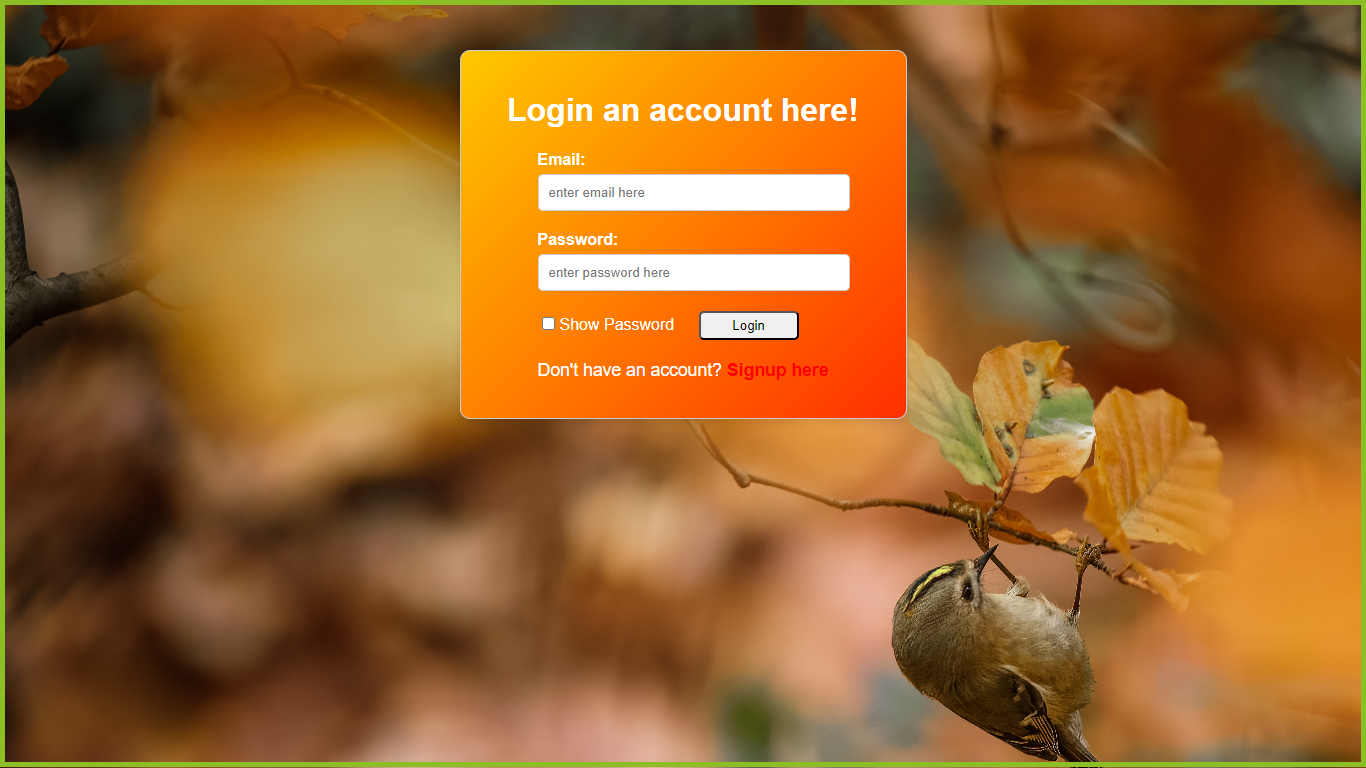 Login an account here!
Email:
enter email here
Password:
enter password here
Show Password Login
Don't have an account? Signup here